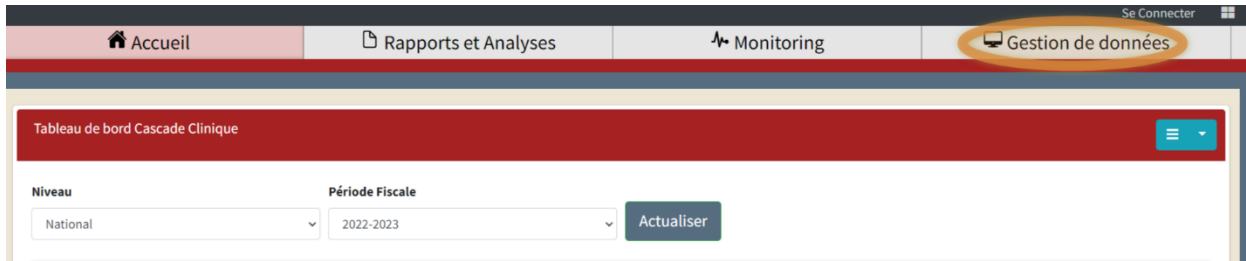 Se Connecter
Accueil
Rapports et Analyses
Monitoring
Gestion de données
Tableau de bord Cascade Clinique
Niveau
Période Fiscale
National
2022-2023
Actualiser